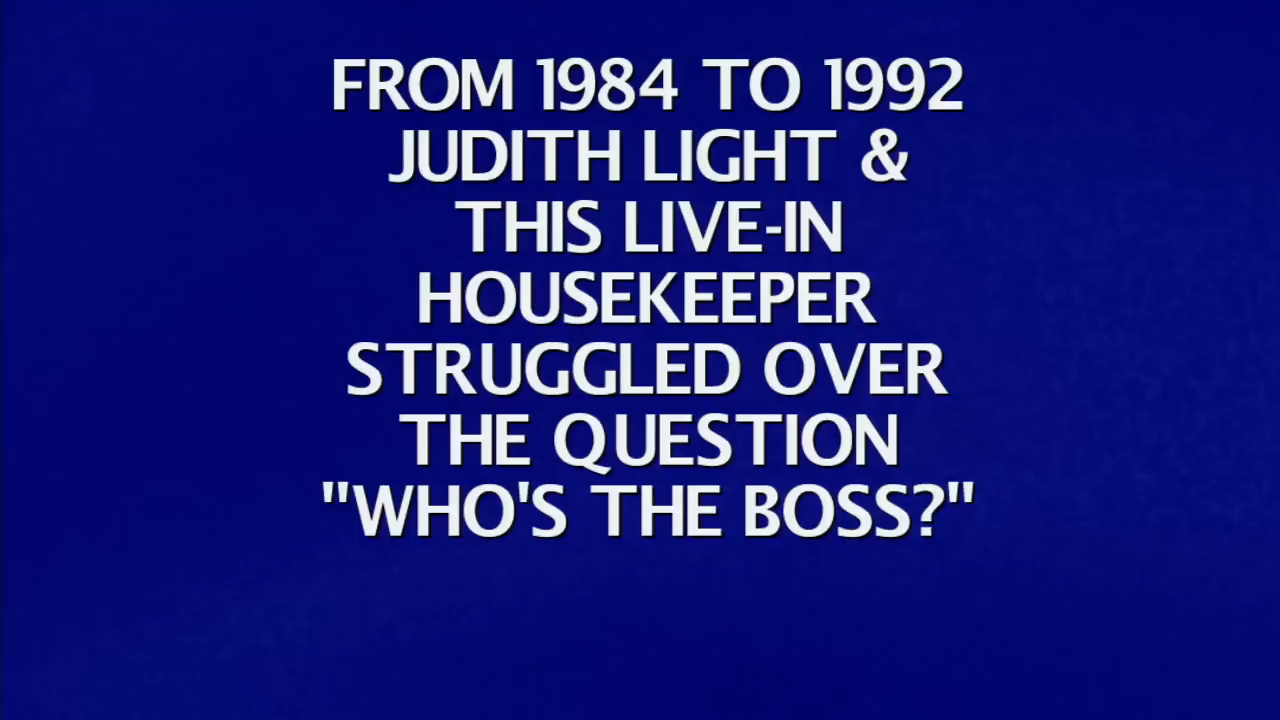 FROM 1984 TO 1992
JUDITH LIGHT &
THIS LIVE-IN
HOUSEKEEPER
STRUGGLED OVER
THE QUESTION
"WHO'S THE BOSS?"